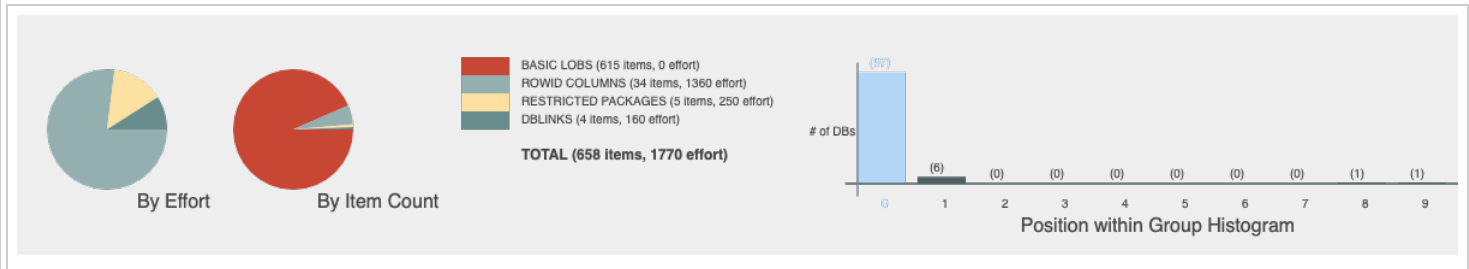 BASIC LOBS (615 items, 0 effort)
ROWID COLUMNS (34 items, 1360 effort)
RESTRICTED PACKAGES (5 items, 250 effort)
DBLINKS (4 items, 160 effort)
TOTAL (658 items, 1770 effort)
By Effort
By Item Count
(97)
# of DBs
(6) (0) (0) (0) (0) (0) (0) (1) (1)
1 2 3 4 5 6 7 8 9
Position within Group Histogram